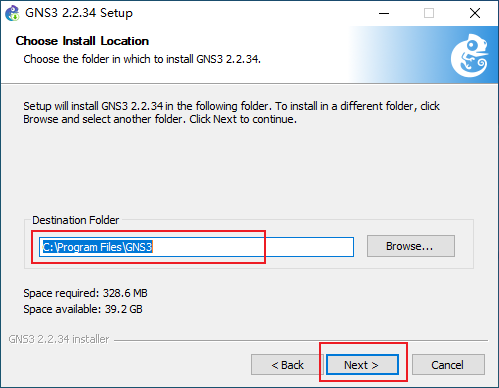 GNS3 2.2.34 Setup
Choose Install Location
Choose the folder in which to install GNS3 2.2.34.
Setup will install GNS3 2.2.34 in the following folder. To install in a different folder, click
Browse and select another folder. Click Next to continue.
Destination Folder
C:\Program Files\GNS3
Browse...
Space required: 328.6 MB
Space available: 39.2 GB
GNS3 2.2.34 installer
< Back
Next >
Cancel